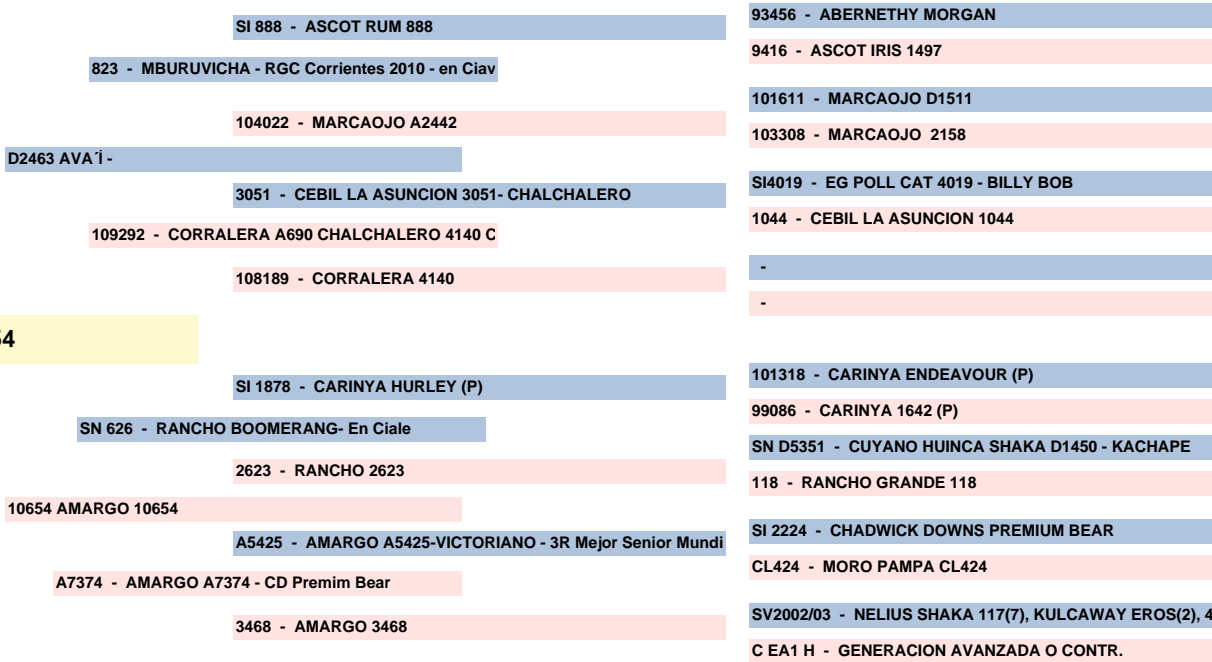 93456 - ABERNETHY MORGAN
SI 888 - ASCOT RUM 888
9416 - ASCOT IRIS 1497
823 - MBURUVICHA - RGC Corrientes 2010 - en Ciav
101611 - MARCAOJO D1511
104022 - MARCAOJO A2442
103308 - MARCAOJO 2158
D2463 AVA´Í -
SI4019 - EG POLL CAT 4019 - BILLY BOB
3051 - CEBIL LA ASUNCION 3051- CHALCHALERO
1044 - CEBIL LA ASUNCION 1044
109292 - CORRALERA A690 CHALCHALERO 4140 C
-
108189 - CORRALERA 4140
-
4
101318 - CARINYA ENDEAVOUR (P)
SI 1878 - CARINYA HURLEY (P)
99086 - CARINYA 1642 (P)
SN 626 - RANCHO BOOMERANG- En Ciale
SN D5351 - CUYANO HUINCA SHAKA D1450 - KACHAPE
2623 - RANCHO 2623
118 - RANCHO GRANDE 118
10654 AMARGO 10654
SI 2224 - CHADWICK DOWNS PREMIUM BEAR
A5425 - AMARGO A5425-VICTORIANO - 3R Mejor Senior Mundi
CL424 - MORO PAMPA CL424
A7374 - AMARGO A7374 - CD Premim Bear
SV2002/03 - NELIUS SHAKA 117(7), KULCAWAY EROS(2), 4
3468 - AMARGO 3468
C EA1 H - GENERACION AVANZADA O CONTR.